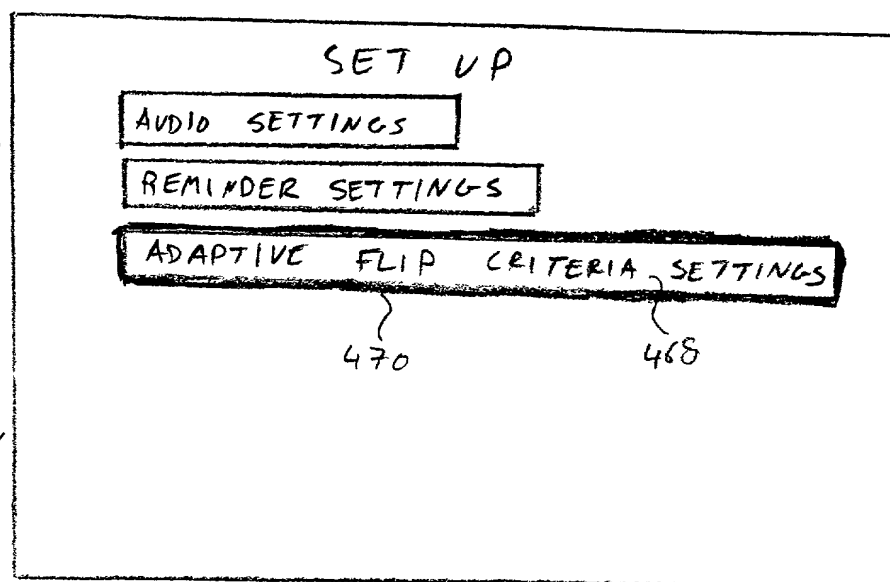 SET UP
AUDIO SETTINGS
REMINDER SETTINGS
ADAPTIVE FLIP CRITERIA SETTINGS
470 468